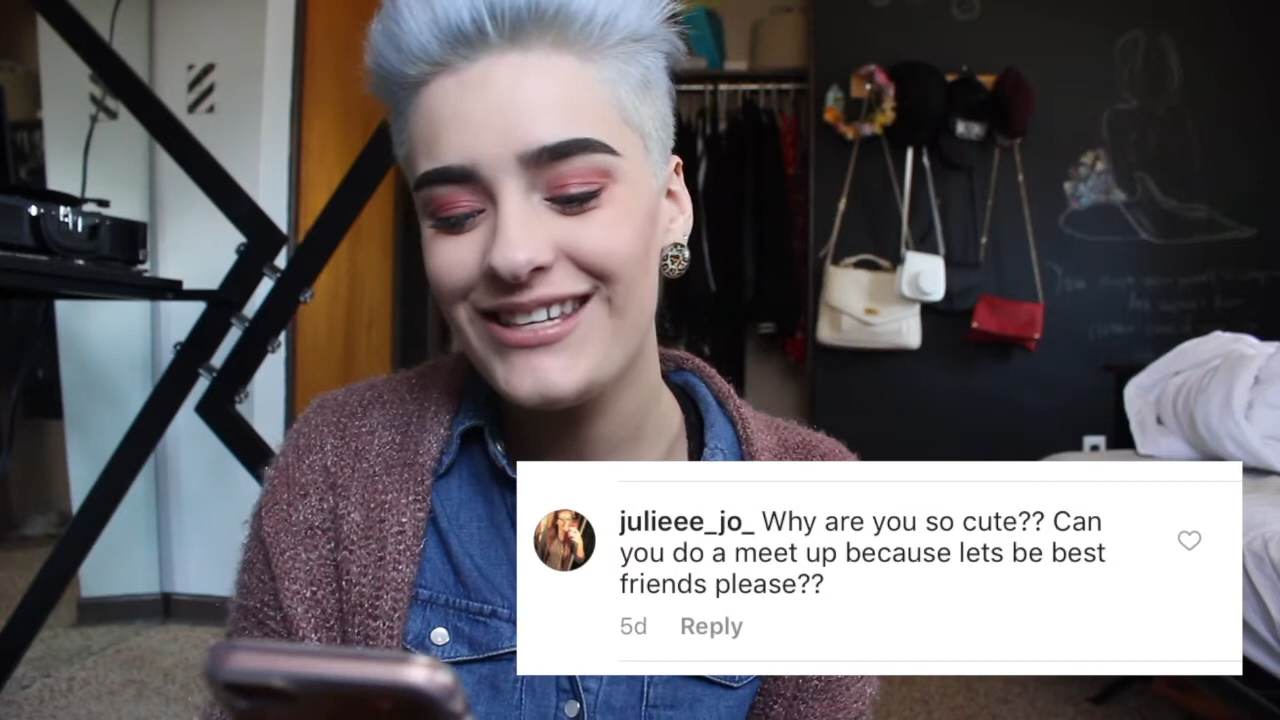 julieee_jo_ Why are you so cute?? Can
you do a meet up because lets be best
friends please??
5d Reply